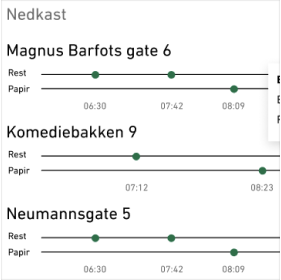 Nedkast
Magnus Barfots gate 6
Rest
Papir
06:30 07:42 08:09
Komediebakken 9
Rest
Papir
07:12 08:23
Neumannsgate 5
Rest
Papir
06:30 07:42 08:09